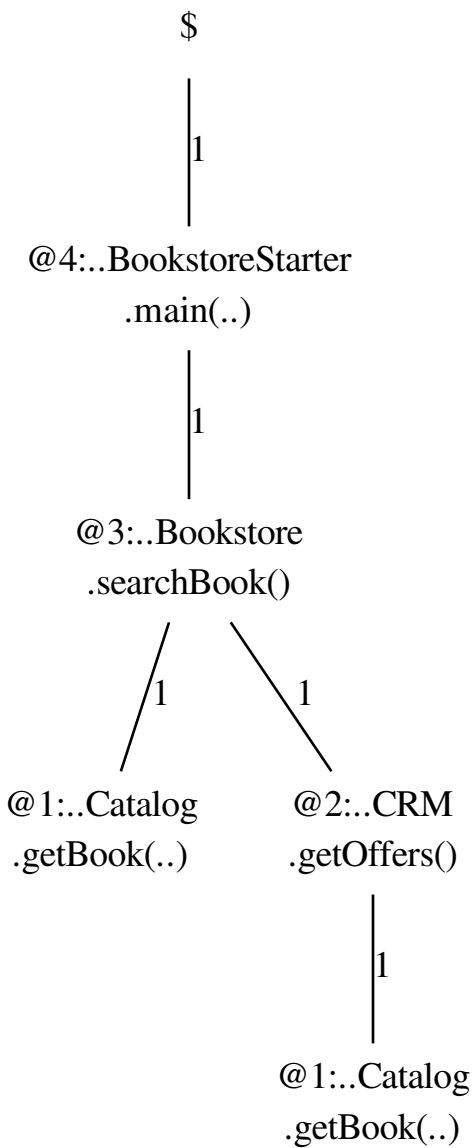 $
1
@4:..BookstoreStarter
.main(..)
1
@3:..Bookstore
.searchBook()
1
1
@1:..Catalog
.getBook(..)
@2:..CRM
.getOffers()
1
@1:..Catalog
.getBook(..)